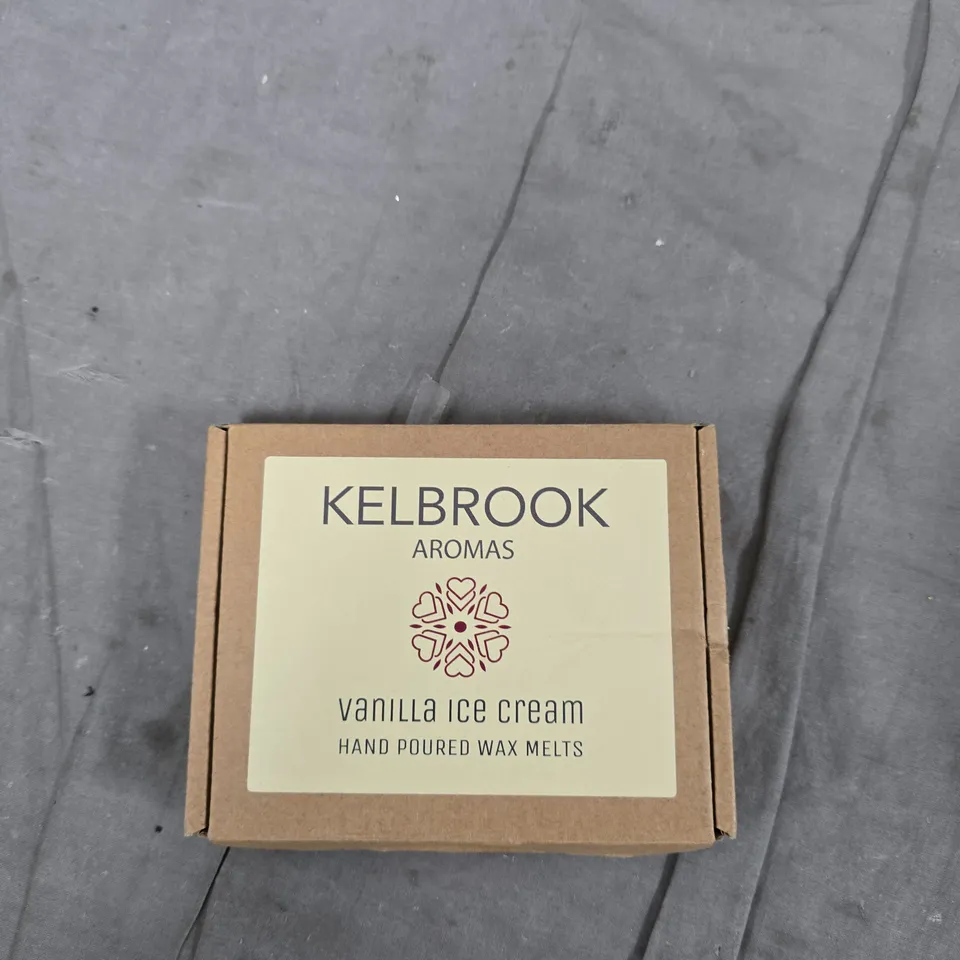 KELBROOK
AROMAS
vanilla ice cream
HAND POURED WAX MELTS